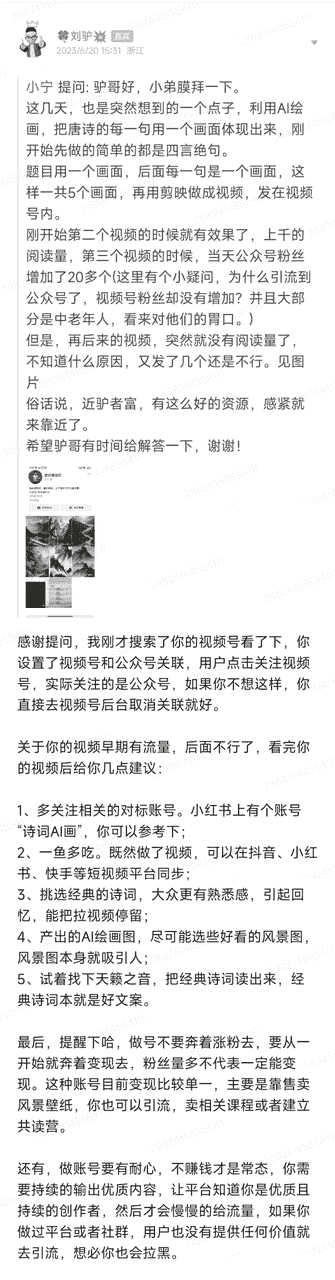 🍀刘驴💥 嘉宾
2023/6/20 15:31 浙江
小宁 提问: 驴哥好，小弟膜拜一下。
这几天，也是突然想到的一个点子，利用AI绘
画，把唐诗的每一句用一个画面体现出来，刚
开始先做的简单的都是四言绝句。
题目用一个画面，后面每一句是一个画面，这
样一共5个画面，再用剪映做成视频，发在视频
号内。
刚开始第二个视频的时候就有效果了，上千的
阅读量，第三个视频的时候，当天公众号粉丝
增加了20多个(这里有个小疑问，为什么引流到
公众号了，视频号粉丝却没有增加？并且大部
分是中老年人，看来对他们的胃口。)
但是，再后来的视频，突然就没有阅读量了，
不知道什么原因，又发了几个还是不行。见图
片
俗话说，近驴者富，有这么好的资源，感紧就
来靠近了。
希望驴哥有时间给解答一下，谢谢！
感谢提问，我刚才搜索了你的视频号看了下，你
设置了视频号和公众号关联，用户点击关注视频
号，实际关注的是公众号，如果你不想这样，你
直接去视频号后台取消关联就好。
关于你的视频早期有流量，后面不行了，看完你
的视频后给你几点建议：
1、多关注相关的对标账号。小红书上有个账号
“诗词AI画”，你可以参考下；
2、一鱼多吃。既然做了视频，可以在抖音、小红
书、快手等短视频平台同步；
3、挑选经典的诗词，大众更有熟悉感，引起回
忆，能把拉视频停留；
4、产出的AI绘画图，尽可能选些好看的风景图，
风景图本身就吸引人；
5、试着找下天籁之音，把经典诗词读出来，经
典诗词本就是好文案。
最后，提醒下哈，做号不要奔着涨粉去，要从一
开始就奔着变现去，粉丝量多不代表一定能变
现。这种账号目前变现比较单一，主要是靠售卖
风景壁纸，你也可以引流，卖相关课程或者建立
共读营。
还有，做账号要有耐心，不赚钱才是常态，你需
要持续的输出优质内容，让平台知道你是优质且
持续的创作者，然后才会慢慢的给流量，如果你
做过平台或者社群，用户也没有提供任何价值就
去引流，想必你也会拉黑。